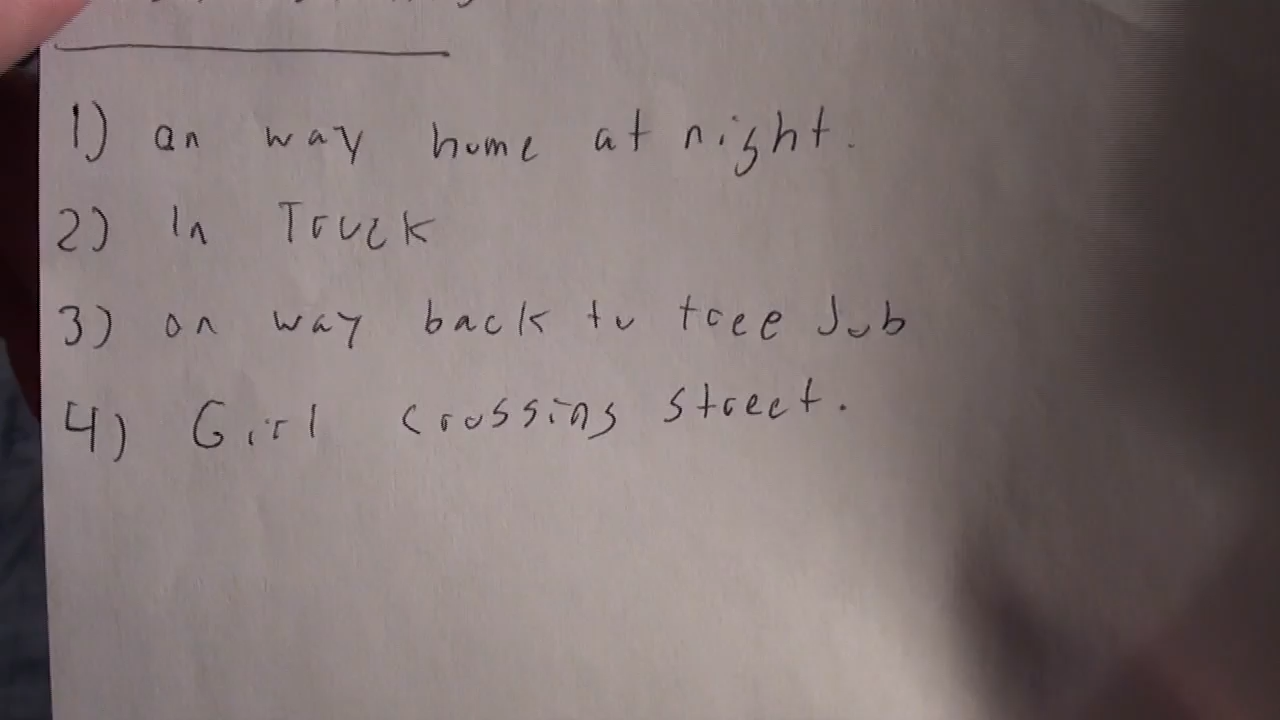 1) on way home at night.
2) In Truck
3) on way back to tree Job
4) Girl crossing street.